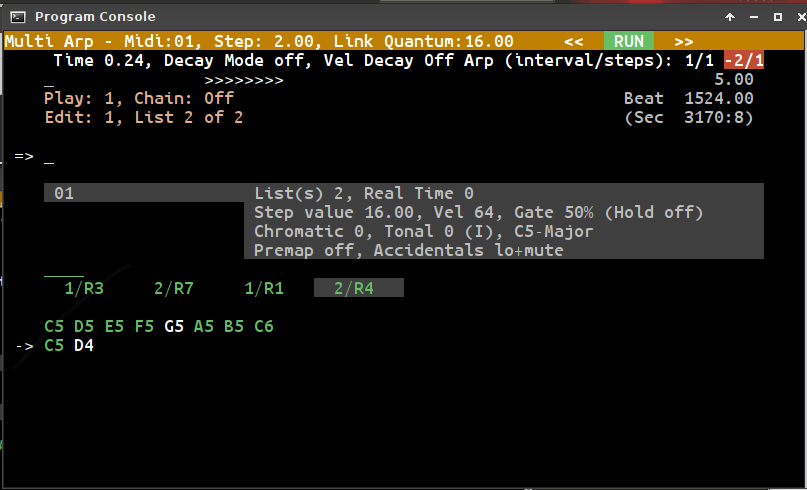 Program Console
Multi Arp - Midi:01, Step: 2.00, Link Quantum:16.00 << RUN >>
Time 0.24, Decay Mode off, Vel Decay Off Arp (interval/steps): 1/1 -2/1
_ >>>>>>>> 5.00
Play: 1, Chain: Off Beat 1524.00
Edit: 1, List 2 of 2 (Sec 3170:8)
=> _
01 List(s) 2, Real Time 0
Step value 16.00, Vel 64, Gate 50% (Hold off)
Chromatic 0, Tonal 0 (I), C5-Major
Premap off, Accidentals lo+mute
____
1/R3 2/R7 1/R1 2/R4
C5 D5 E5 F5 G5 A5 B5 C6
-> C5 D4